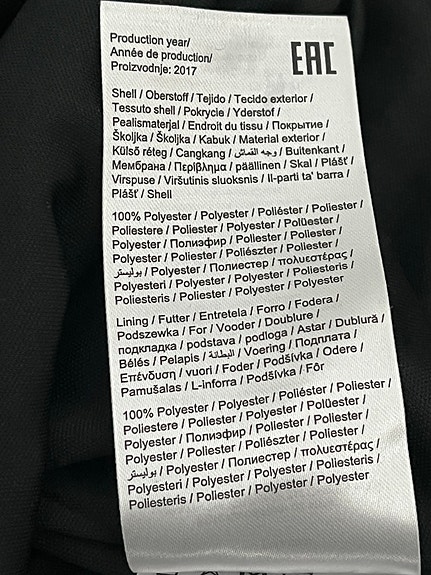 Production year/
Année de production/
Proizvodnje: 2017
EAC
Shell / Oberstoff / Tejido / Tecido exterior /
Tessuto shell / Pokrycie / Yderstof /
Pealismaterjal / Endroit du tissu / Покрытие /
Školjka / Školjka / Kabuk / Material exterior /
Külső réteg / Cangkang / وجه القماش / Buitenkant /
Мембрана / Περίβλημα / päällinen / Skal / Plášť /
Virspuse / Viršutinis sluoksnis / Il-parti ta' barra /
Plášť / Shell
100% Polyester / Polyester / Poliéster / Poliester /
Poliestere / Poliester / Polyester / Polüester /
Polyester / Полиэфир / Poliester / Poliester /
Polyester / Poliester / Poliészter / Poliester /
بوليستر / Polyester / Полиестер / πολυεστέρας /
Polyesteri / Polyester / Polyester / Poliesteris /
Poliesteris / Poliester / Polyester / Polyester
Lining / Futter / Entretela / Forro / Fodera /
Podszewka / For / Vooder / Doublure /
подкладка / podstava / podloga / Astar / Dublură /
Bélés / Pelapis / البطانة / Voering / Подплата /
Επένδυση / vuori / Foder / Podšívka / Odere /
Pamušalas / L-inforra / Podšívka / Fôr
100% Polyester / Polyester / Poliéster / Poliester /
Poliestere / Poliester / Polyester / Polüester /
Polyester / Полиэфир / Poliester / Poliester /
Polyester / Poliester / Poliészter / Poliester /
بوليستر / Polyester / Полиестер / πολυεστέρας /
Polyesteri / Polyester / Polyester / Poliesteris /
Poliesteris / Poliester / Polyester / Polyester